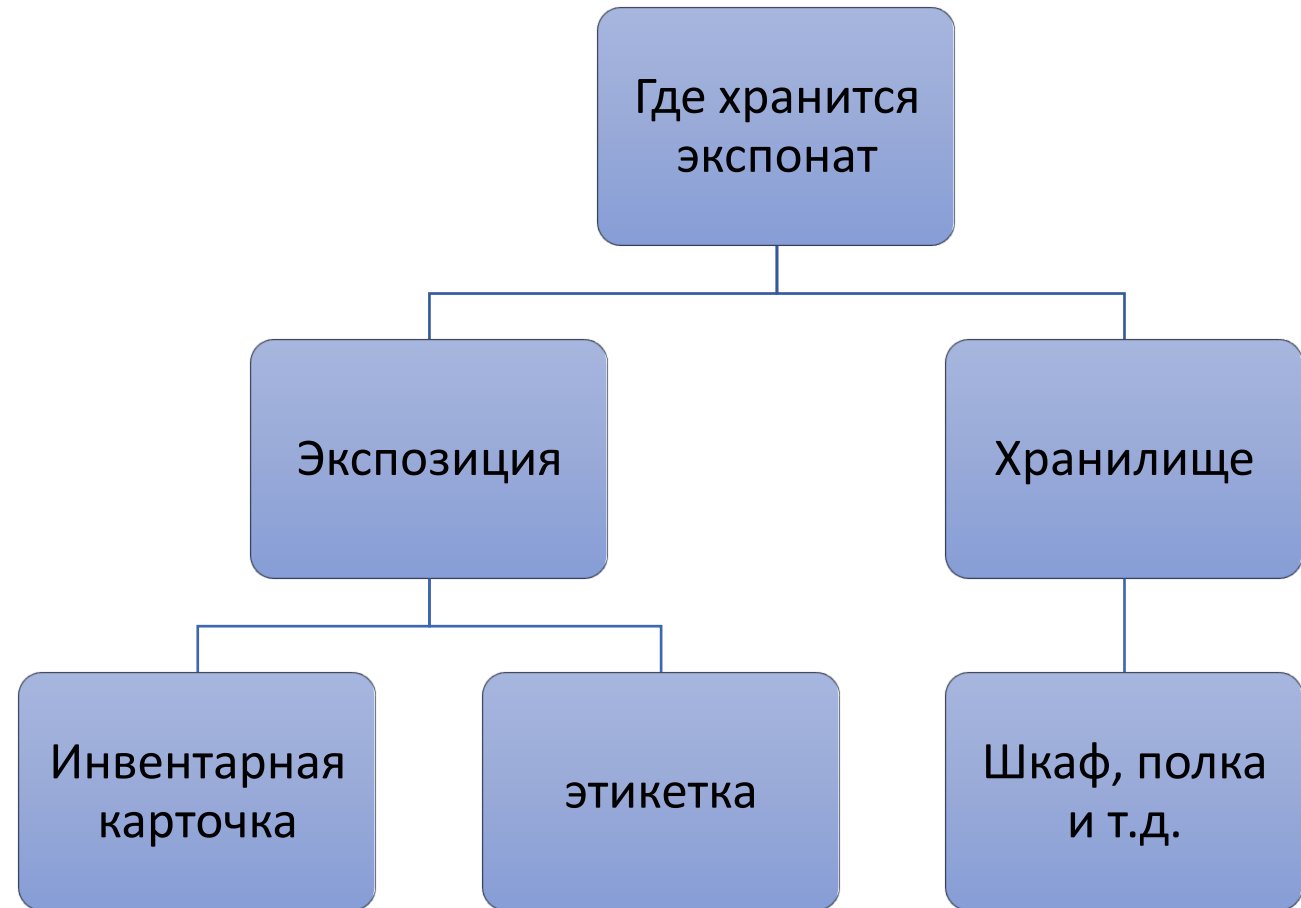 Где хранится
экспонат
Экспозиция
Хранилище
Инвентарная
карточка
этикетка
Шкаф, полка
и т.д.